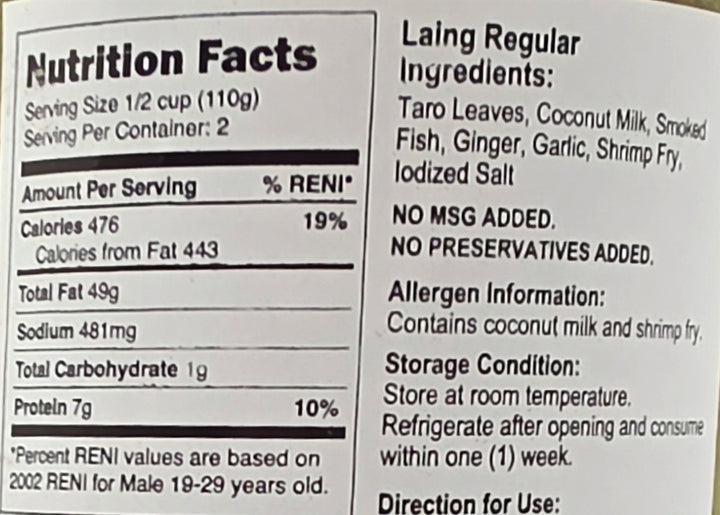 Nutrition Facts
Serving Size 1/2 cup (110g)
Serving Per Container: 2
Amount Per Serving % RENI*
Calories 476 19%
Calories from Fat 443
Total Fat 49g
Sodium 481mg
Total Carbohydrate 1g
Protein 7g 10%
*Percent RENI values are based on
2002 RENI for Male 19-29 years old.
Laing Regular
Ingredients:
Taro Leaves, Coconut Milk, Smoked
Fish, Ginger, Garlic, Shrimp Fry,
Iodized Salt
NO MSG ADDED.
NO PRESERVATIVES ADDED.
Allergen Information:
Contains coconut milk and shrimp fry.
Storage Condition:
Store at room temperature.
Refrigerate after opening and consume
within one (1) week.
Direction for Use: